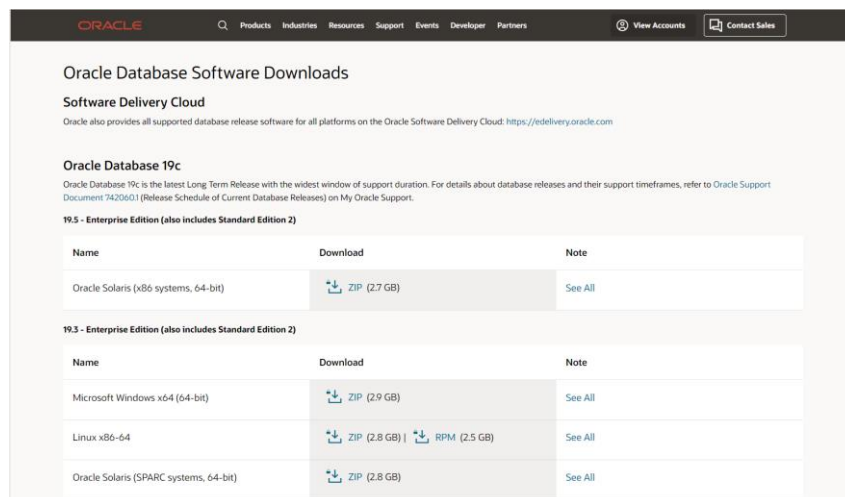 ORACLE Products Industries Resources Support Events Developer Partners View Accounts Contact Sales
Oracle Database Software Downloads
Software Delivery Cloud
Oracle also provides all supported database release software for all platforms on the Oracle Software Delivery Cloud: https://edelivery.oracle.com
Oracle Database 19c
Oracle Database 19c is the latest Long Term Release with the widest window of support duration. For details about database releases and their support timeframes, refer to Oracle Support
Document 742060.1 (Release Schedule of Current Database Releases) on My Oracle Support.
19.5 - Enterprise Edition (also includes Standard Edition 2)
Name Download Note
Oracle Solaris (x86 systems, 64-bit) ZIP (2.7 GB) See All
19.3 - Enterprise Edition (also includes Standard Edition 2)
Name Download Note
Microsoft Windows x64 (64-bit) ZIP (2.9 GB) See All
Linux x86-64 ZIP (2.8 GB) | RPM (2.5 GB) See All
Oracle Solaris (SPARC systems, 64-bit) ZIP (2.8 GB) See All